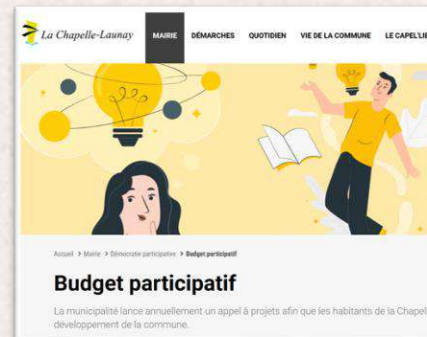 La Chapelle-Launay
MAIRIE DÉMARCHES QUOTIDIEN VIE DE LA COMMUNE LE CAPEL'LIE
Accueil > Mairie > Démocratie participative > Budget participatif
Budget participatif
La municipalité lance annuellement un appel à projets afin que les habitants de la Chapel
développement de la commune.